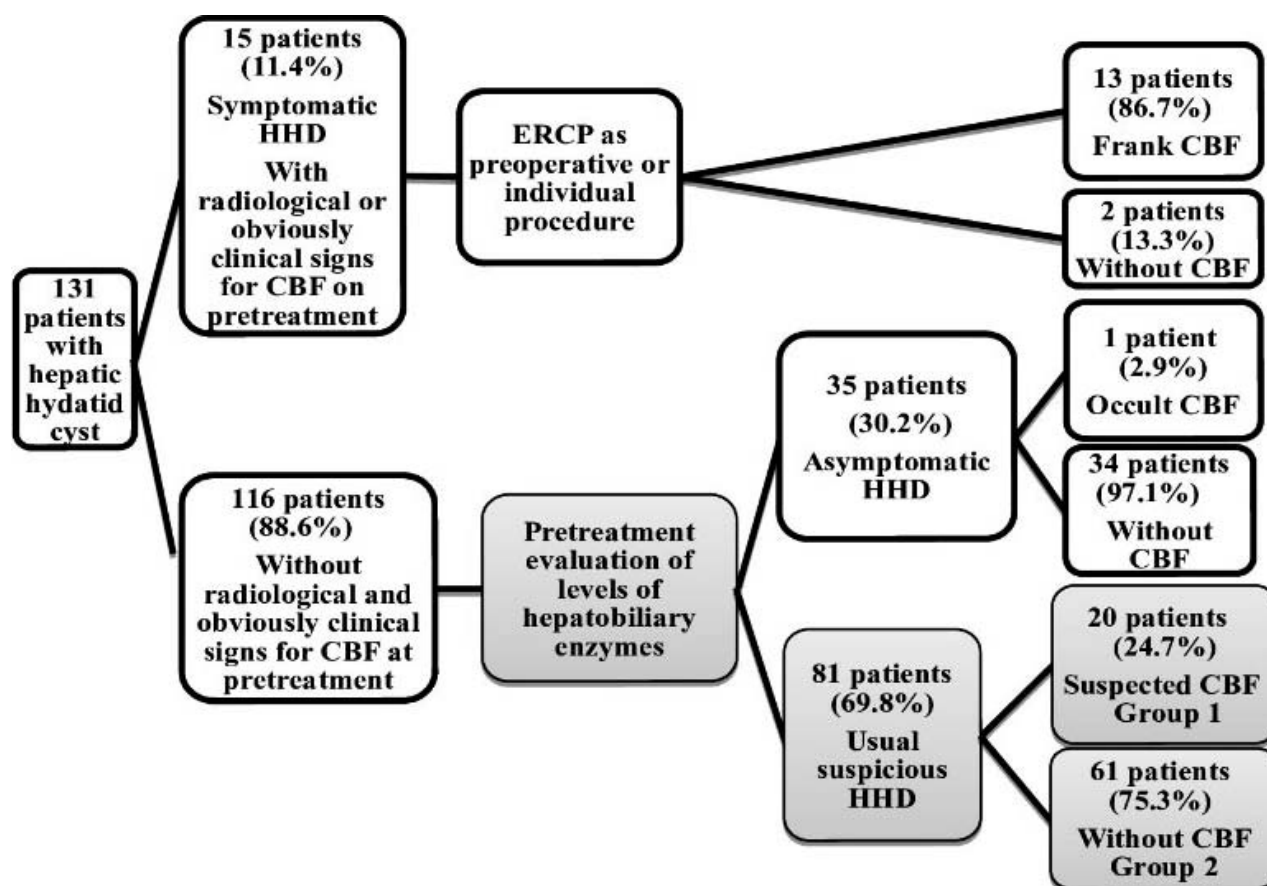 131
patients
with
hepatic
hydatid
cyst
15 patients
(11.4%)
Symptomatic
HHD
With
radiological or
obviously
clinical signs
for CBF on
pretreatment
ERCP as
preoperative or
individual
procedure
13 patients
(86.7%)
Frank CBF
2 patients
(13.3%)
Without CBF
116 patients
(88.6%)
Without
radiological and
obviously clinical
signs for CBF at
pretreatment
Pretreatment
evaluation of
levels of
hepatobiliary
enzymes
35 patients
(30.2%)
Asymptomatic
HHD
1 patient
(2.9%)
Occult CBF
34 patients
(97.1%)
Without
CBF
81 patients
(69.8%)
Usual
suspicious
HHD
20 patients
(24.7%)
Suspected CBF
Group 1
61 patients
(75.3%)
Without CBF
Group 2